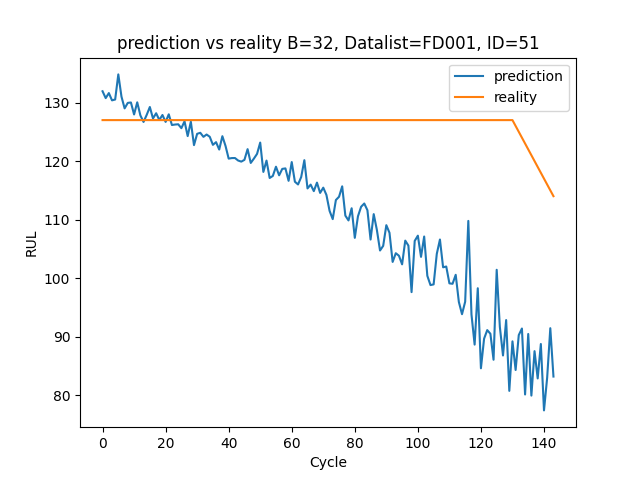 prediction vs reality B=32, Datalist=FD001, ID=51
prediction
reality
RUL
130
120
110
100
90
80
0 20 40 60 80 100 120 140
Cycle